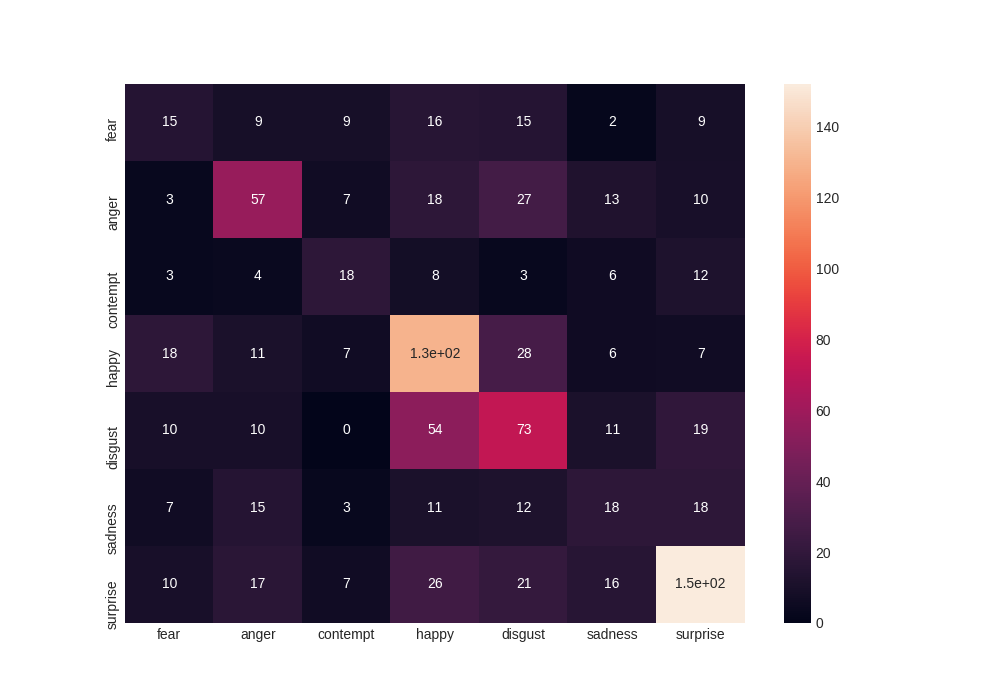 fear 15 9 9 16 15 2 9
anger 3 57 7 18 27 13 10
contempt 3 4 18 8 3 6 12
happy 18 11 7 1.3e+02 28 6 7
disgust 10 10 0 54 73 11 19
sadness 7 15 3 11 12 18 18
surprise 10 17 7 26 21 16 1.5e+02
fear anger contempt happy disgust sadness surprise
140
120
100
80
60
40
20
0